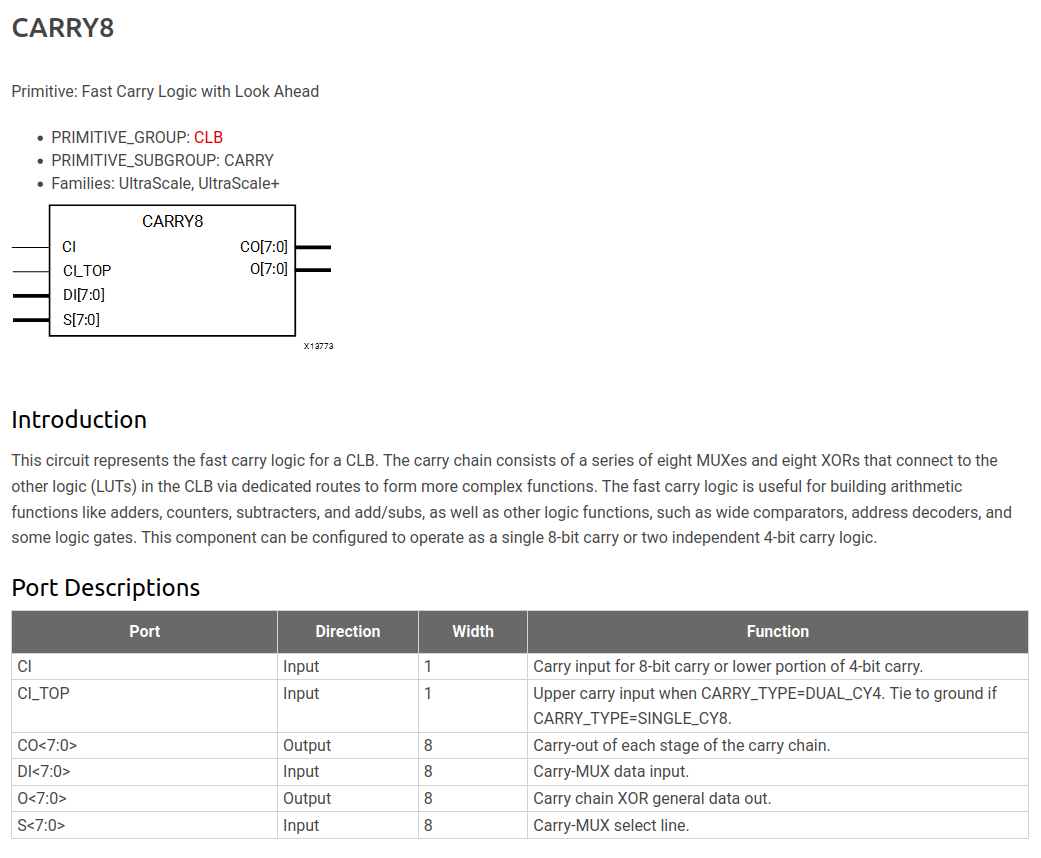 CARRY8
Primitive: Fast Carry Logic with Look Ahead
PRIMITIVE_GROUP: CLB
PRIMITIVE_SUBGROUP: CARRY
Families: UltraScale, UltraScale+
CARRY8
CI CO[7:0]
CI_TOP O[7:0]
DI[7:0]
S[7:0]
X13773
Introduction
This circuit represents the fast carry logic for a CLB. The carry chain consists of a series of eight MUXes and eight XORs that connect to the
other logic (LUTs) in the CLB via dedicated routes to form more complex functions. The fast carry logic is useful for building arithmetic
functions like adders, counters, subtracters, and add/subs, as well as other logic functions, such as wide comparators, address decoders, and
some logic gates. This component can be configured to operate as a single 8-bit carry or two independent 4-bit carry logic.
Port Descriptions
Port Direction Width Function
CI Input 1 Carry input for 8-bit carry or lower portion of 4-bit carry.
CI_TOP Input 1 Upper carry input when CARRY_TYPE=DUAL_CY4. Tie to ground if
CARRY_TYPE=SINGLE_CY8.
CO<7:0> Output 8 Carry-out of each stage of the carry chain.
DI<7:0> Input 8 Carry-MUX data input.
O<7:0> Output 8 Carry chain XOR general data out.
S<7:0> Input 8 Carry-MUX select line.